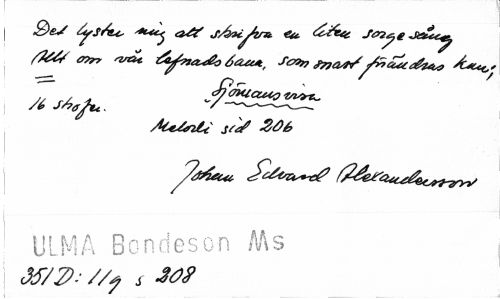 Det lyster mig att skrifva en liten sorgesång
Allt om vår lefnadsbana, som snart förändras kan;
16 strofer.
Sjömansvisa
Melodi sid 206
Johan Edvard Alexandersson
ULMA Bondeson Ms
351 D: 11 q s 208